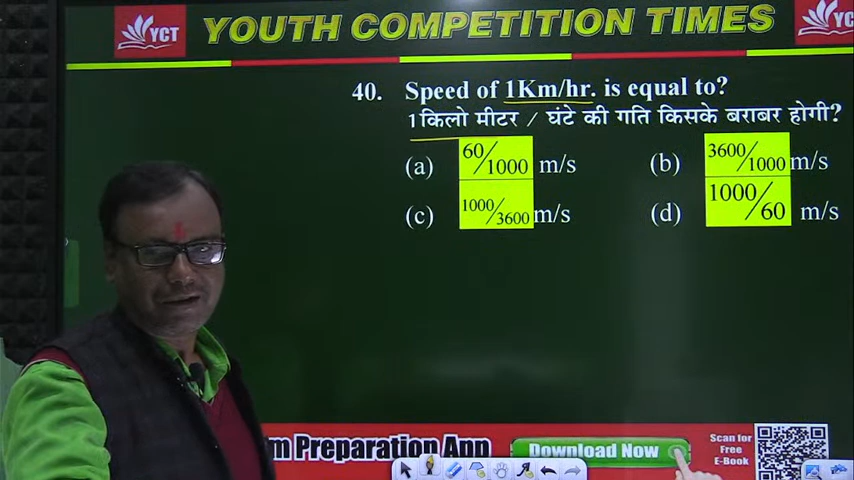 YCT
YOUTH COMPETITION TIMES
YCT
40. Speed of 1Km/hr. is equal to?
1 किलो मीटर / घंटे की गति किसके बराबर होगी?
(a) 60/1000 m/s (b) 3600/1000 m/s
(c) 1000/3600 m/s (d) 1000/60 m/s
m Preparation App
Download Now
Scan for
Free
E-Book